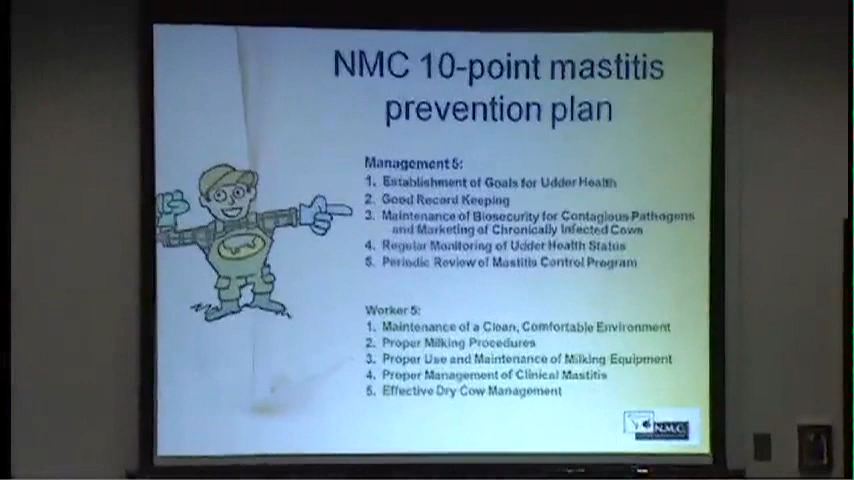 NMC 10-point mastitis
prevention plan
Management 5:
1. Establishment of Goals for Udder Health
2. Good Record Keeping
3. Maintenance of Biosecurity for Contagious Pathogens
and Marketing of Chronically Infected Cows
4. Regular Monitoring of Udder Health Status
5. Periodic Review of Mastitis Control Program
Worker 5:
1. Maintenance of a Clean, Comfortable Environment
2. Proper Milking Procedures
3. Proper Use and Maintenance of Milking Equipment
4. Proper Management of Clinical Mastitis
5. Effective Dry Cow Management
N.M.C.